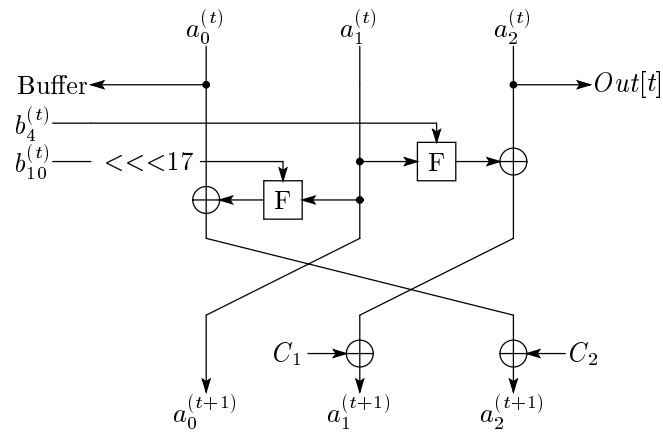 a_0^{(t)} a_1^{(t)} a_2^{(t)}
Buffer Out[t]
b_4^{(t)}
F
b_{10}^{(t)} <<<17
F
C_1 C_2
a_0^{(t+1)} a_1^{(t+1)} a_2^{(t+1)}